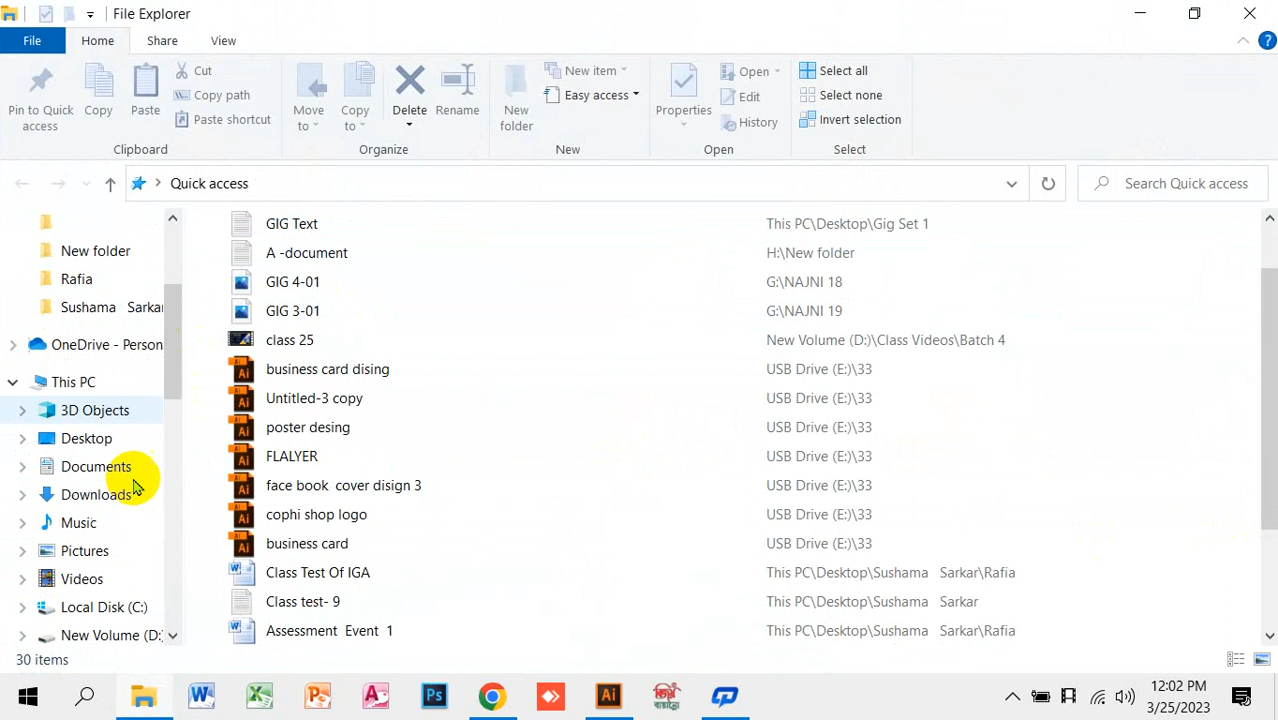 File Explorer
File Home Share View
Pin to Quick access
Copy
Paste
Cut
Copy path
Paste shortcut
Clipboard
Move to
Copy to
Delete
Rename
Organize
New folder
New item
Easy access
New
Properties
Open
Edit
History
Open
Select all
Select none
Invert selection
Select
Quick access
Search Quick access
New folder
Rafia
Sushama Sarkar
OneDrive - Person
This PC
3D Objects
Desktop
Documents
Downloads
Music
Pictures
Videos
Local Disk (C:)
New Volume (D:)
GIG Text This PC\Desktop\Gig Set 1
A -document H:\New folder
GIG 4-01 G:\NAJNI 18
GIG 3-01 G:\NAJNI 19
class 25 New Volume (D:)\Class Videos\Batch 4
business card dising USB Drive (E:)\33
Untitled-3 copy USB Drive (E:)\33
poster desing USB Drive (E:)\33
FLALYER USB Drive (E:)\33
face book cover disign 3 USB Drive (E:)\33
cophi shop logo USB Drive (E:)\33
business card USB Drive (E:)\33
Class Test Of IGA This PC\Desktop\Sushama Sarkar\Rafia
Class test-.9 This PC\Desktop\Sushama Sarkar
Assessment Event 1 This PC\Desktop\Sushama Sarkar\Rafia
30 items
12:02 PM
3/25/2023